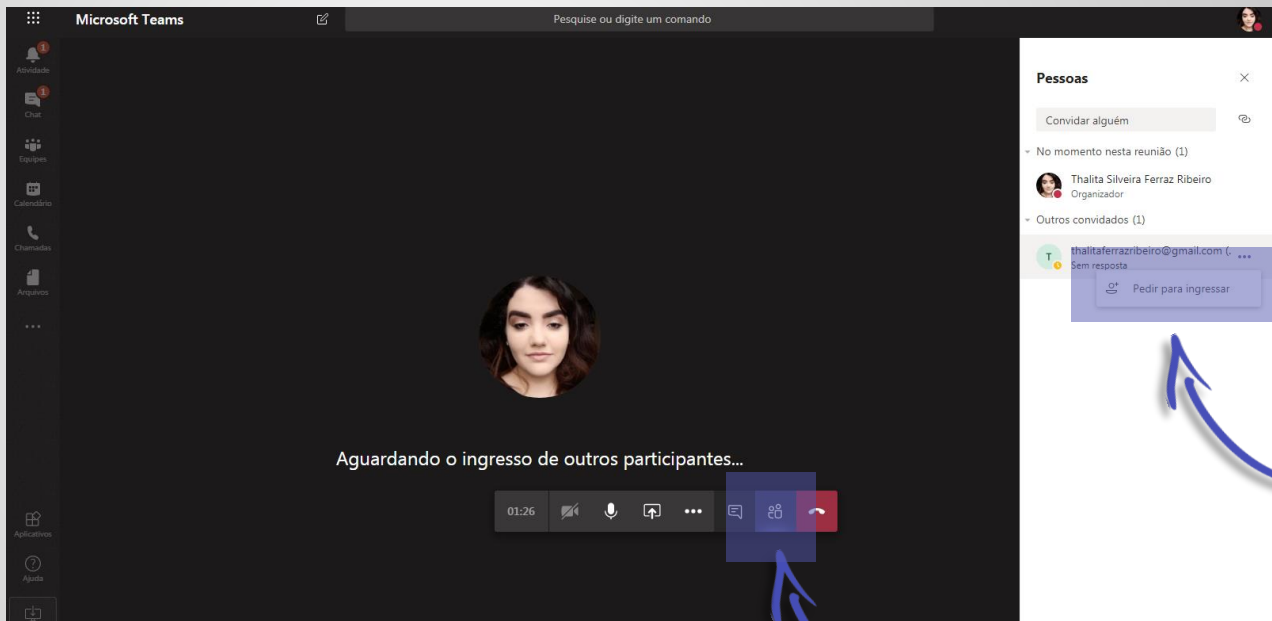 Microsoft Teams
Pesquise ou digite um comando
1
Atividade
1
Chat
Equipes
Calendário
Chamadas
Arquivos
Aplicativos
Ajuda
Aguardando o ingresso de outros participantes...
01:26
Pessoas
Convidar alguém
No momento nesta reunião (1)
Thalita Silveira Ferraz Ribeiro
Organizador
Outros convidados (1)
T
thalitaferrazribeiro@gmail.com (.
Sem resposta
Pedir para ingressar